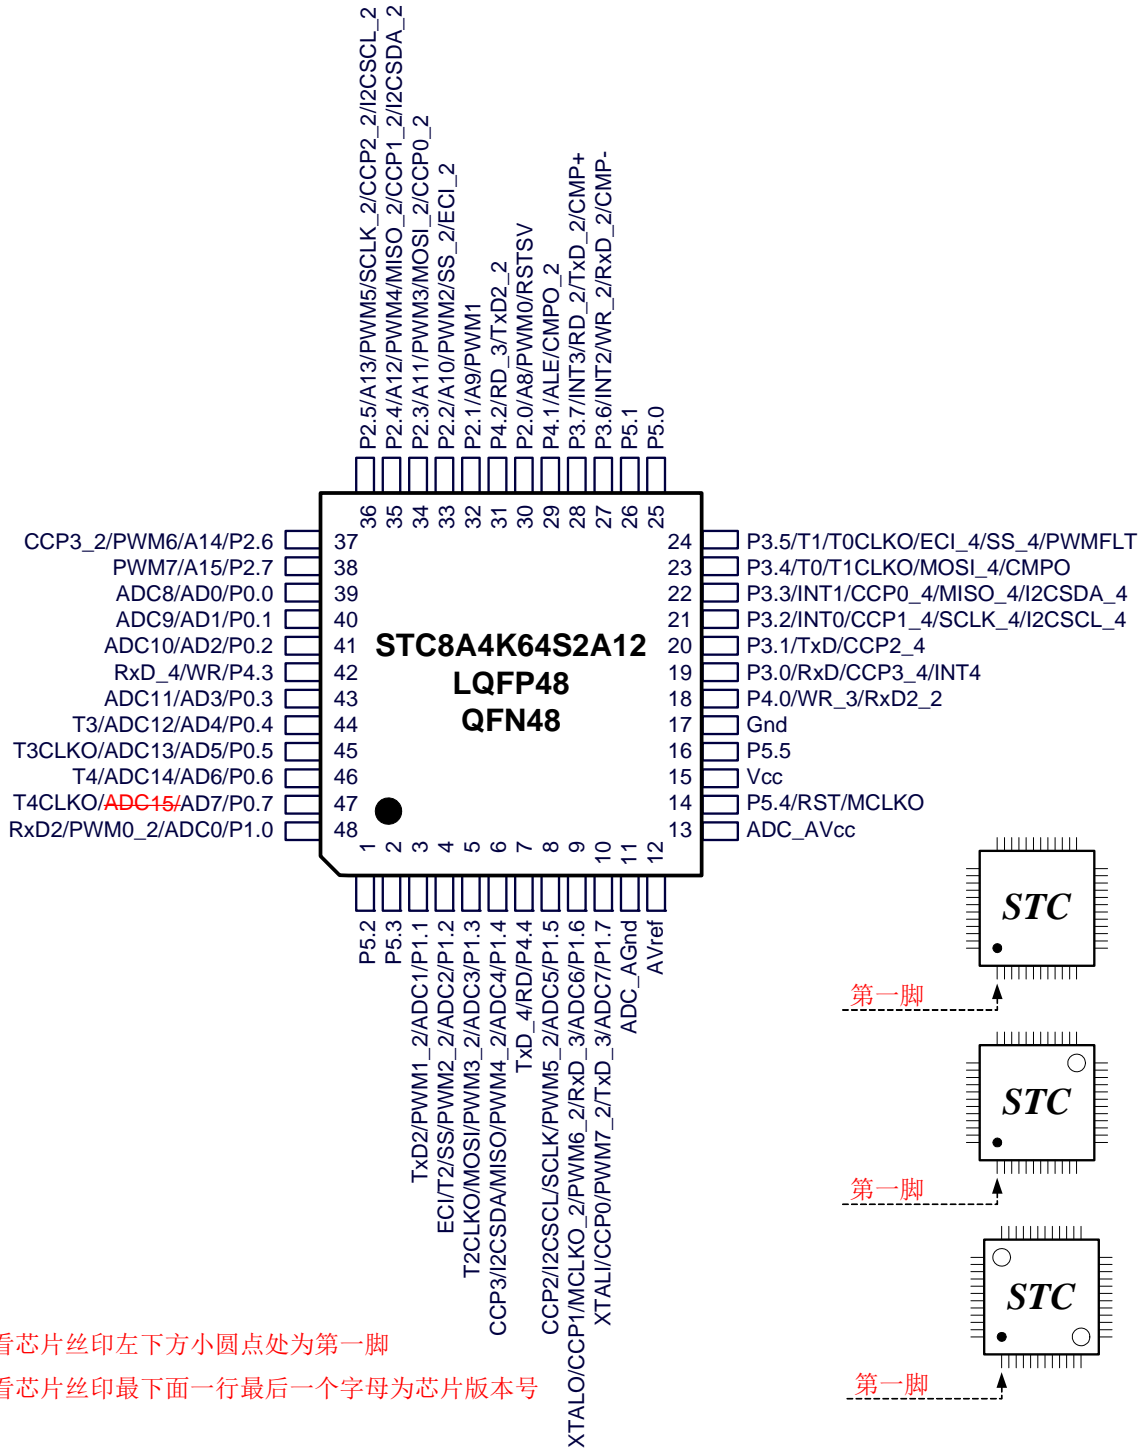 P2.5/A13/PWM5/SCLK_2/CCP2_2/I2CSCL_2
P2.4/A12/PWM4/MISO_2/CCP1_2/I2CSDA_2
P2.3/A11/PWM3/MOSI_2/CCP0_2
P2.2/A10/PWM2/SS_2/ECI_2
P2.1/A9/PWM1
P4.2/RD_3/TxD2_2
P2.0/A8/PWM0/RSTSV
P4.1/ALE/CMPO_2
P3.7/INT3/RD_2/TxD_2/CMP+
P3.6/INT2/WR_2/RxD_2/CMP-
P5.1
P5.0
36 35 34 33 32 31 30 29 28 27 26 25
CCP3_2/PWM6/A14/P2.6 37
PWM7/A15/P2.7 38
ADC8/AD0/P0.0 39
ADC9/AD1/P0.1 40
ADC10/AD2/P0.2 41
RxD_4/WR/P4.3 42
ADC11/AD3/P0.3 43
T3/ADC12/AD4/P0.4 44
T3CLKO/ADC13/AD5/P0.5 45
T4/ADC14/AD6/P0.6 46
T4CLKO/ADC15/AD7/P0.7 47
RxD2/PWM0_2/ADC0/P1.0 48
STC8A4K64S2A12
LQFP48
QFN48
24 P3.5/T1/T0CLKO/ECI_4/SS_4/PWMFLT
23 P3.4/T0/T1CLKO/MOSI_4/CMPO
22 P3.3/INT1/CCP0_4/MISO_4/I2CSDA_4
21 P3.2/INT0/CCP1_4/SCLK_4/I2CSCL_4
20 P3.1/TxD/CCP2_4
19 P3.0/RxD/CCP3_4/INT4
18 P4.0/WR_3/RxD2_2
17 Gnd
16 P5.5
15 Vcc
14 P5.4/RST/MCLKO
13 ADC_AVcc
1 2 3 4 5 6 7 8 9 10 11 12
P5.2
P5.3
TxD2/PWM1_2/ADC1/P1.1
ECI/T2/SS/PWM2_2/ADC2/P1.2
T2CLKO/MOSI/PWM3_2/ADC3/P1.3
CCP3/I2CSDA/MISO/PWM4_2/ADC4/P1.4
TxD_4/RD/P4.4
CCP2/I2CSCL/SCLK/PWM5_2/ADC5/P1.5
XTALO/CCP1/MCLKO_2/PWM6_2/RxD_3/ADC6/P1.6
XTALI/CCP0/PWM7_2/TxD_3/ADC7/P1.7
ADC_AGnd
AVref
STC
第一脚
STC
第一脚
STC
第一脚
看芯片丝印左下方小圆点处为第一脚
看芯片丝印最下面一行最后一个字母为芯片版本号